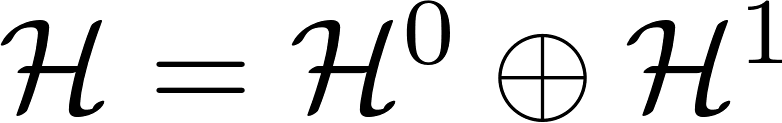 ℋ = ℋ⁰ ⊕ ℋ¹